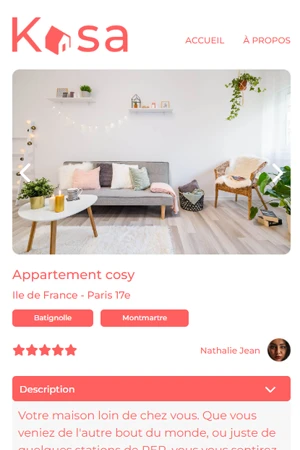 Kasa
ACCUEIL À PROPOS
Appartement cosy
Ile de France - Paris 17e
Batignolle Montmartre
Nathalie Jean
Description
Votre maison loin de chez vous. Que vous
veniez de l'autre bout du monde, ou juste de
quelques stations de RER, vous vous sentirez